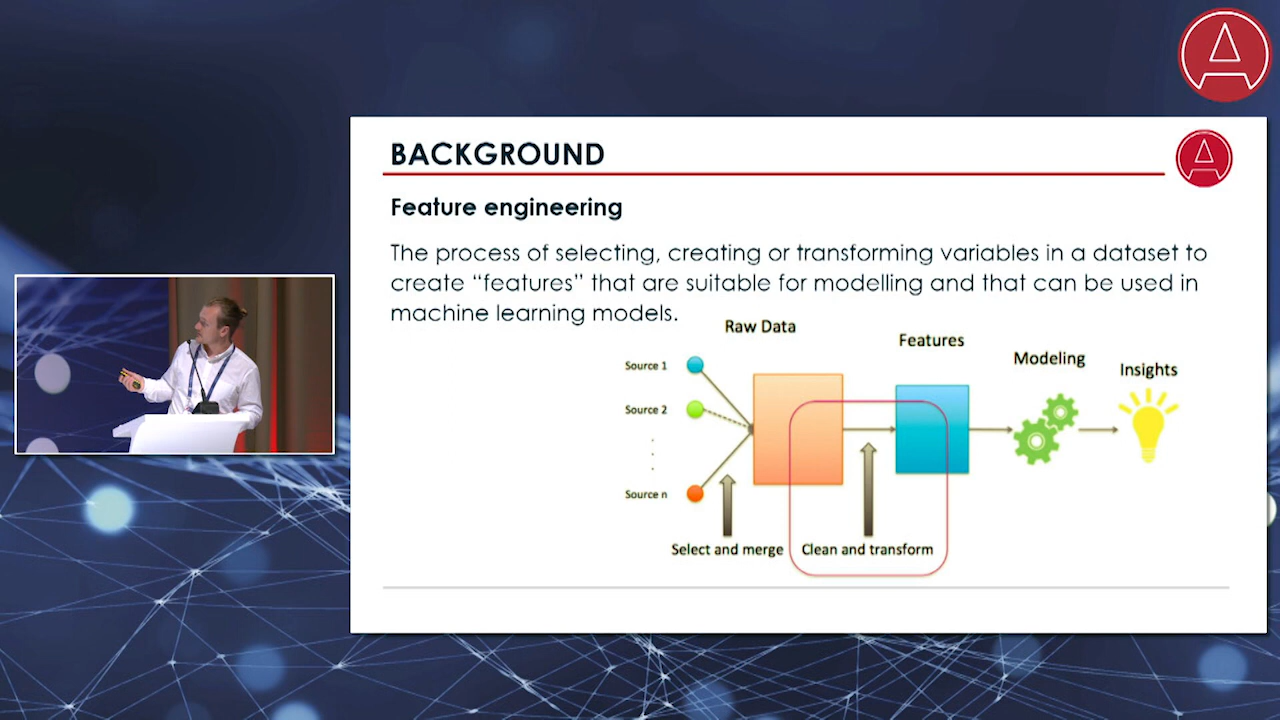 BACKGROUND
Feature engineering
The process of selecting, creating or transforming variables in a dataset to
create “features” that are suitable for modelling and that can be used in
machine learning models.
Raw Data
Features
Modeling
Insights
Source 1
Source 2
Source n
Select and merge
Clean and transform